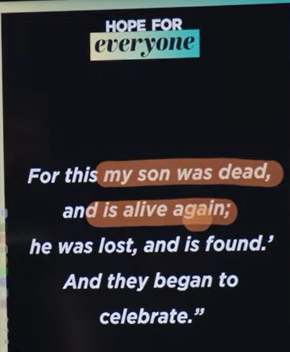 HOPE FOR
everyone
For this my son was dead,
and is alive again;
he was lost, and is found.’
And they began to
celebrate.”